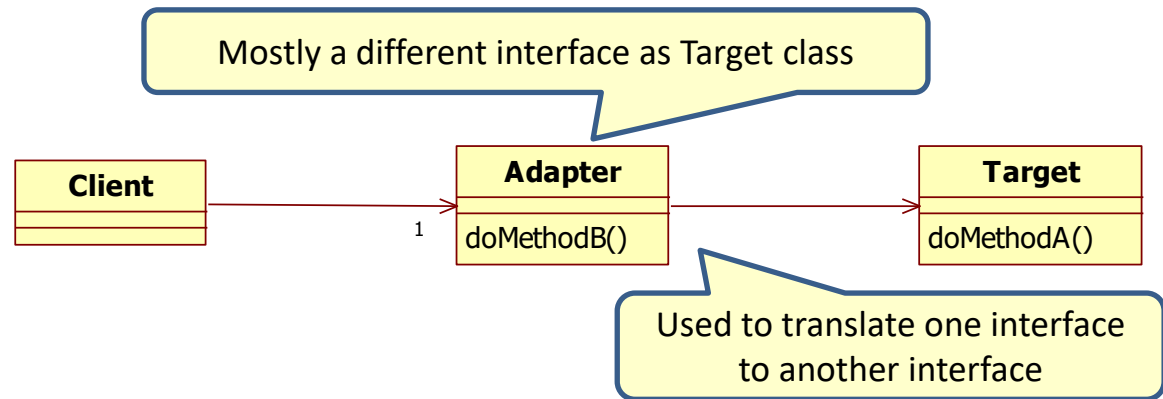 Mostly a different interface as Target class
Client
Adapter
Target
1
doMethodB()
doMethodA()
Used to translate one interface
to another interface